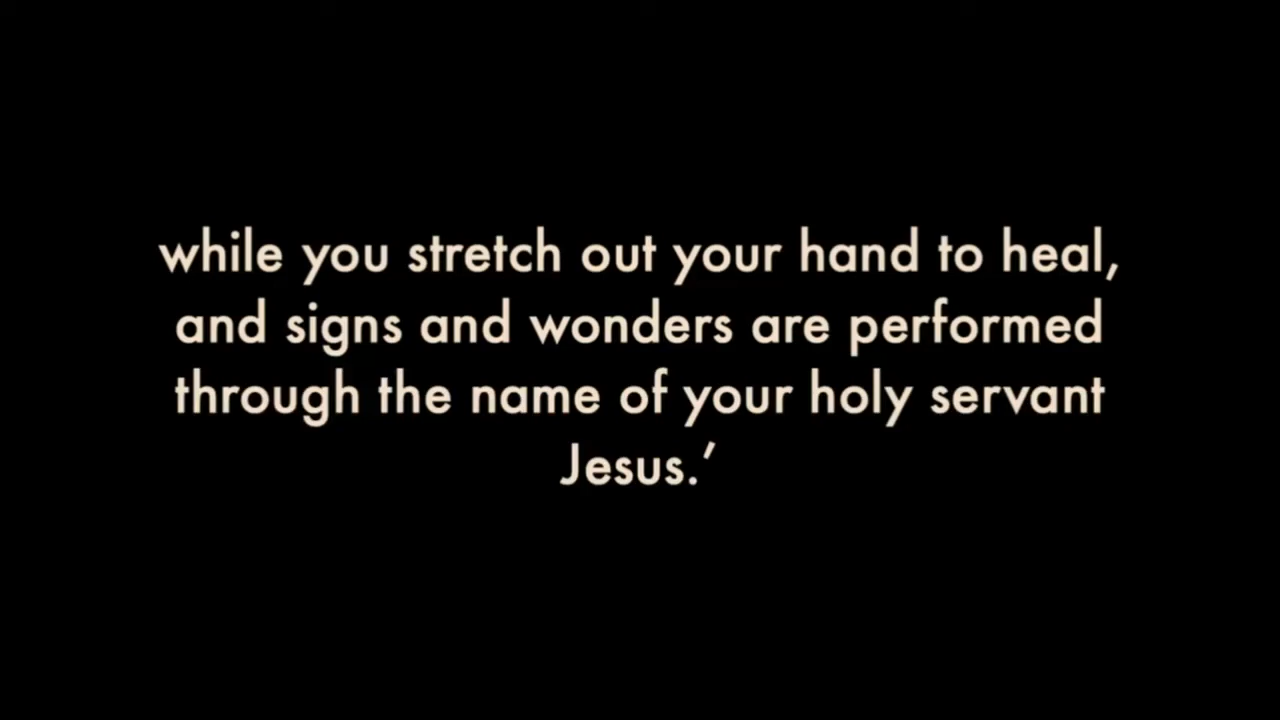 while you stretch out your hand to heal,
and signs and wonders are performed
through the name of your holy servant
Jesus.’